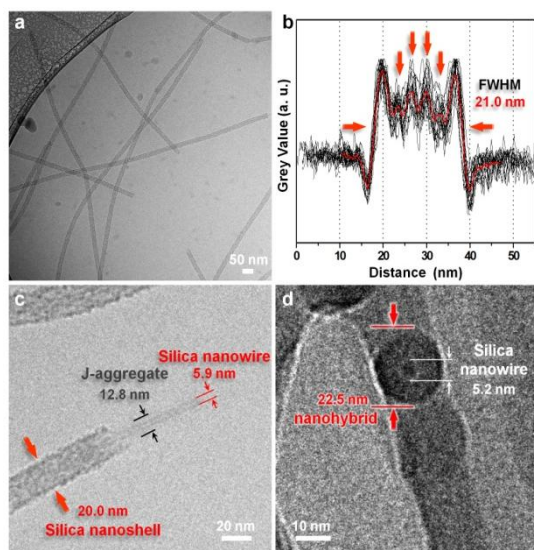 a
50 nm
b
Grey Value (a. u.)
FWHM
21.0 nm
0 10 20 30 40 50
Distance (nm)
c
Silica nanowire
5.9 nm
J-aggregate
12.8 nm
20.0 nm
Silica nanoshell
20 nm
d
Silica
nanowire
5.2 nm
22.5 nm
nanohybrid
10 nm